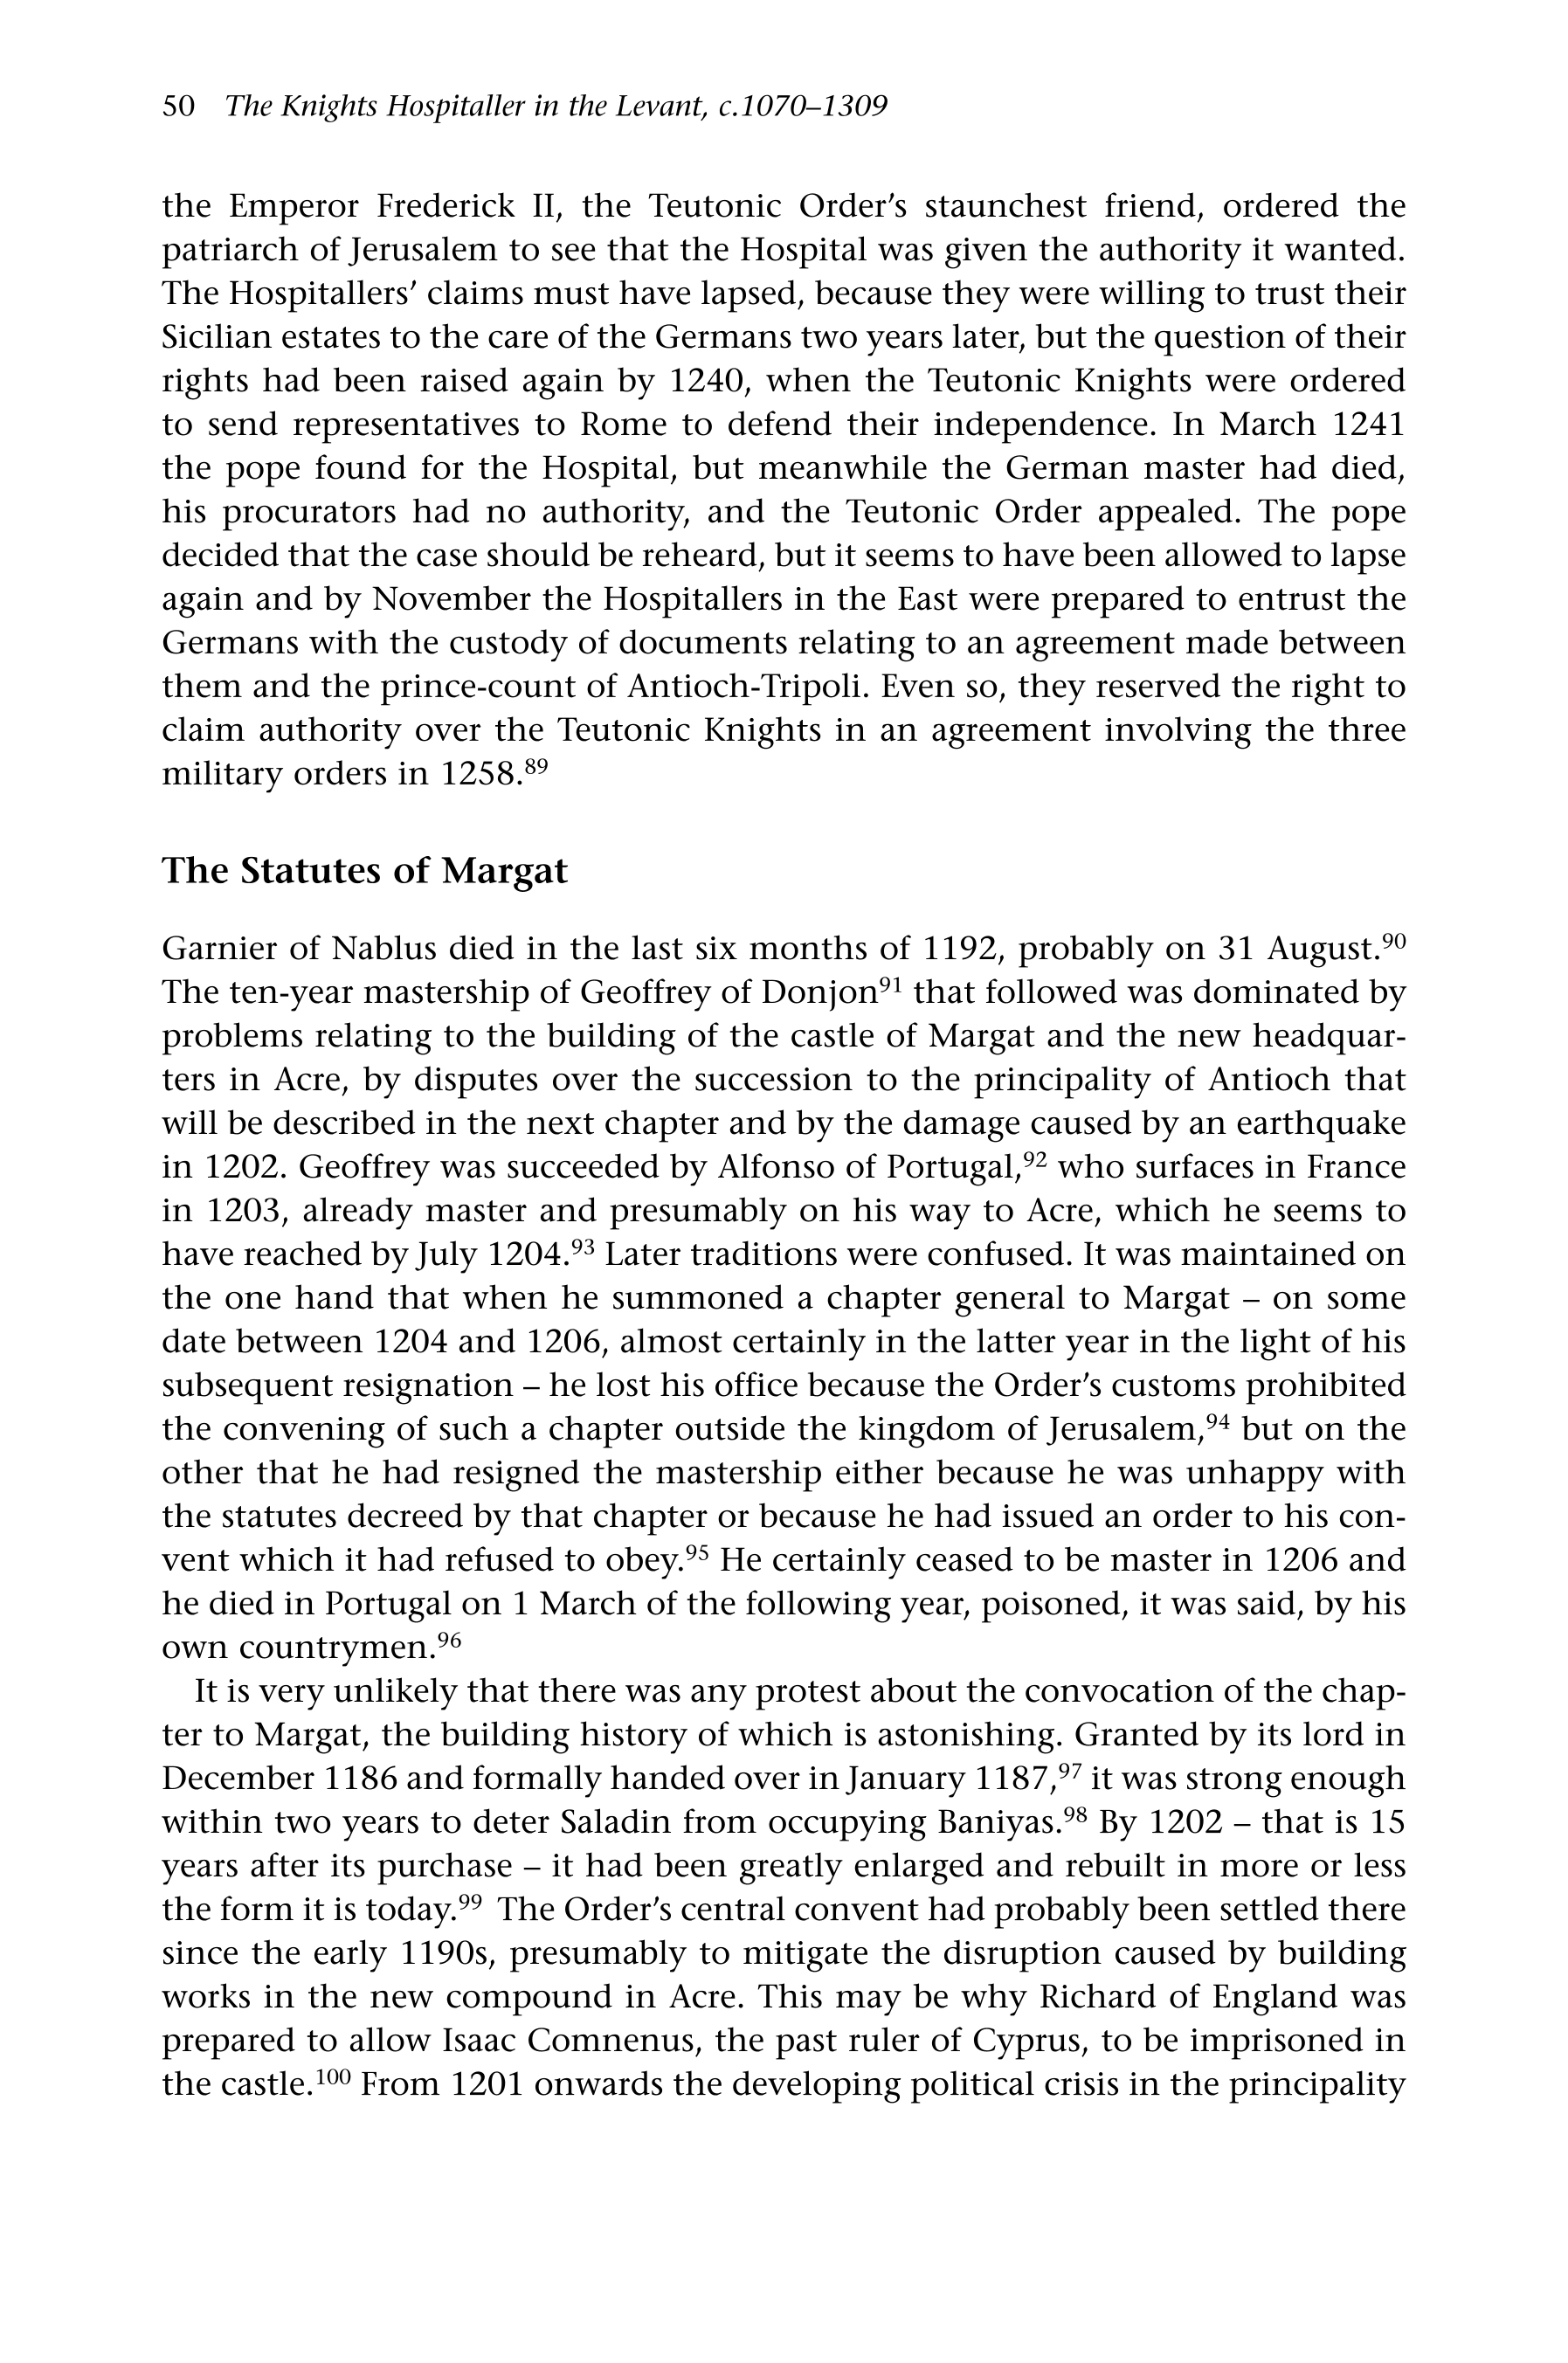 50 The Knights Hospitaller in the Levant, c.1070–1309
the Emperor Frederick II, the Teutonic Order’s staunchest friend, ordered the
patriarch of Jerusalem to see that the Hospital was given the authority it wanted.
The Hospitallers’ claims must have lapsed, because they were willing to trust their
Sicilian estates to the care of the Germans two years later, but the question of their
rights had been raised again by 1240, when the Teutonic Knights were ordered
to send representatives to Rome to defend their independence. In March 1241
the pope found for the Hospital, but meanwhile the German master had died,
his procurators had no authority, and the Teutonic Order appealed. The pope
decided that the case should be reheard, but it seems to have been allowed to lapse
again and by November the Hospitallers in the East were prepared to entrust the
Germans with the custody of documents relating to an agreement made between
them and the prince-count of Antioch-Tripoli. Even so, they reserved the right to
claim authority over the Teutonic Knights in an agreement involving the three
military orders in 1258.89
The Statutes of Margat
Garnier of Nablus died in the last six months of 1192, probably on 31 August.90
The ten-year mastership of Geoffrey of Donjon91 that followed was dominated by
problems relating to the building of the castle of Margat and the new headquar-
ters in Acre, by disputes over the succession to the principality of Antioch that
will be described in the next chapter and by the damage caused by an earthquake
in 1202. Geoffrey was succeeded by Alfonso of Portugal,92 who surfaces in France
in 1203, already master and presumably on his way to Acre, which he seems to
have reached by July 1204.93 Later traditions were confused. It was maintained on
the one hand that when he summoned a chapter general to Margat – on some
date between 1204 and 1206, almost certainly in the latter year in the light of his
subsequent resignation – he lost his office because the Order’s customs prohibited
the convening of such a chapter outside the kingdom of Jerusalem,94 but on the
other that he had resigned the mastership either because he was unhappy with
the statutes decreed by that chapter or because he had issued an order to his con-
vent which it had refused to obey.95 He certainly ceased to be master in 1206 and
he died in Portugal on 1 March of the following year, poisoned, it was said, by his
own countrymen.96
It is very unlikely that there was any protest about the convocation of the chap-
ter to Margat, the building history of which is astonishing. Granted by its lord in
December 1186 and formally handed over in January 1187,97 it was strong enough
within two years to deter Saladin from occupying Baniyas.98 By 1202 – that is 15
years after its purchase – it had been greatly enlarged and rebuilt in more or less
the form it is today.99 The Order’s central convent had probably been settled there
since the early 1190s, presumably to mitigate the disruption caused by building
works in the new compound in Acre. This may be why Richard of England was
prepared to allow Isaac Comnenus, the past ruler of Cyprus, to be imprisoned in
the castle.100 From 1201 onwards the developing political crisis in the principality